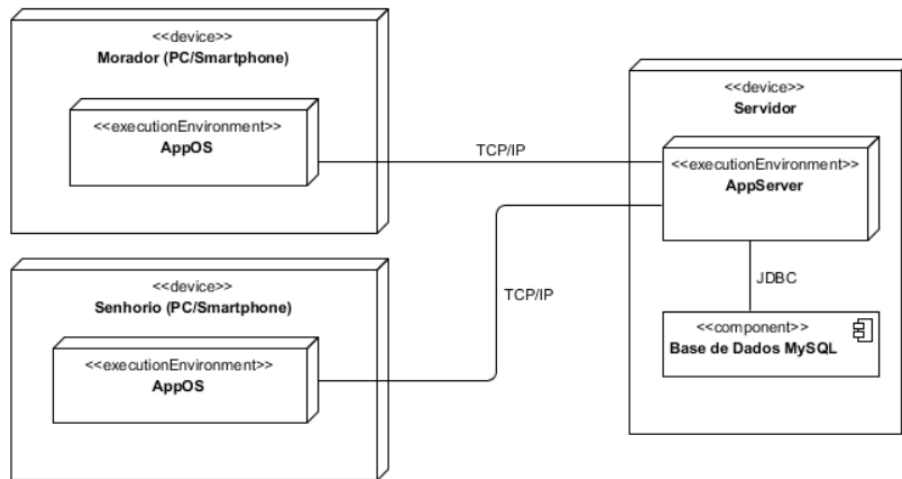 <<device>>
Morador (PC/Smartphone)
<<executionEnvironment>>
AppOS
TCP/IP
<<device>>
Servidor
<<executionEnvironment>>
AppServer
JDBC
<<component>>
Base de Dados MySQL
<<device>>
Senhorio (PC/Smartphone)
<<executionEnvironment>>
AppOS
TCP/IP